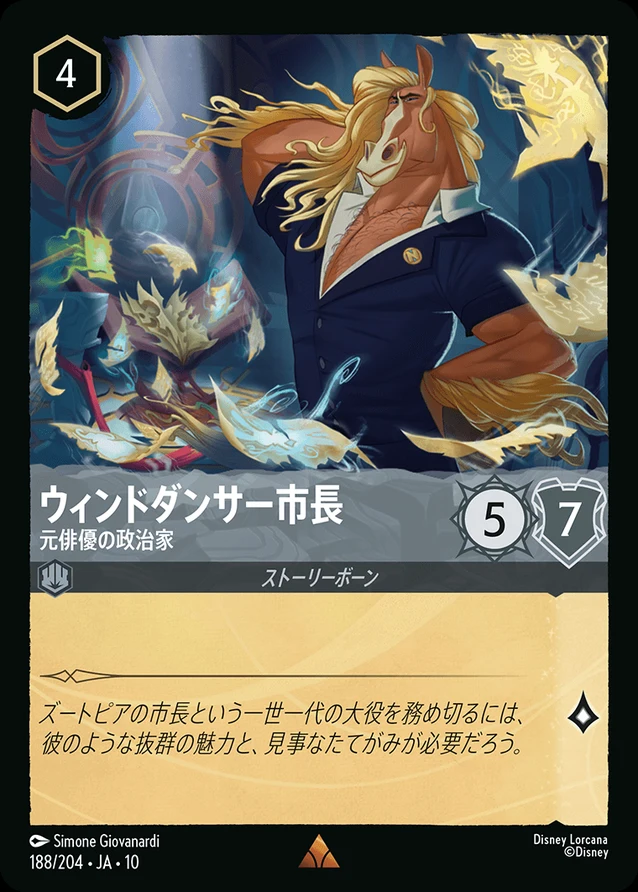 4
N
ウィンドダンサー市長
元俳優の政治家
5
7
ストーリーボーン
ズートピアの市長という一世一代の大役を務め切るには、
彼のような抜群の魅力と、見事なたてがみが必要だろう。
Simone Giovanardi
188/204 • JA • 10
Disney Lorcana
©Disney